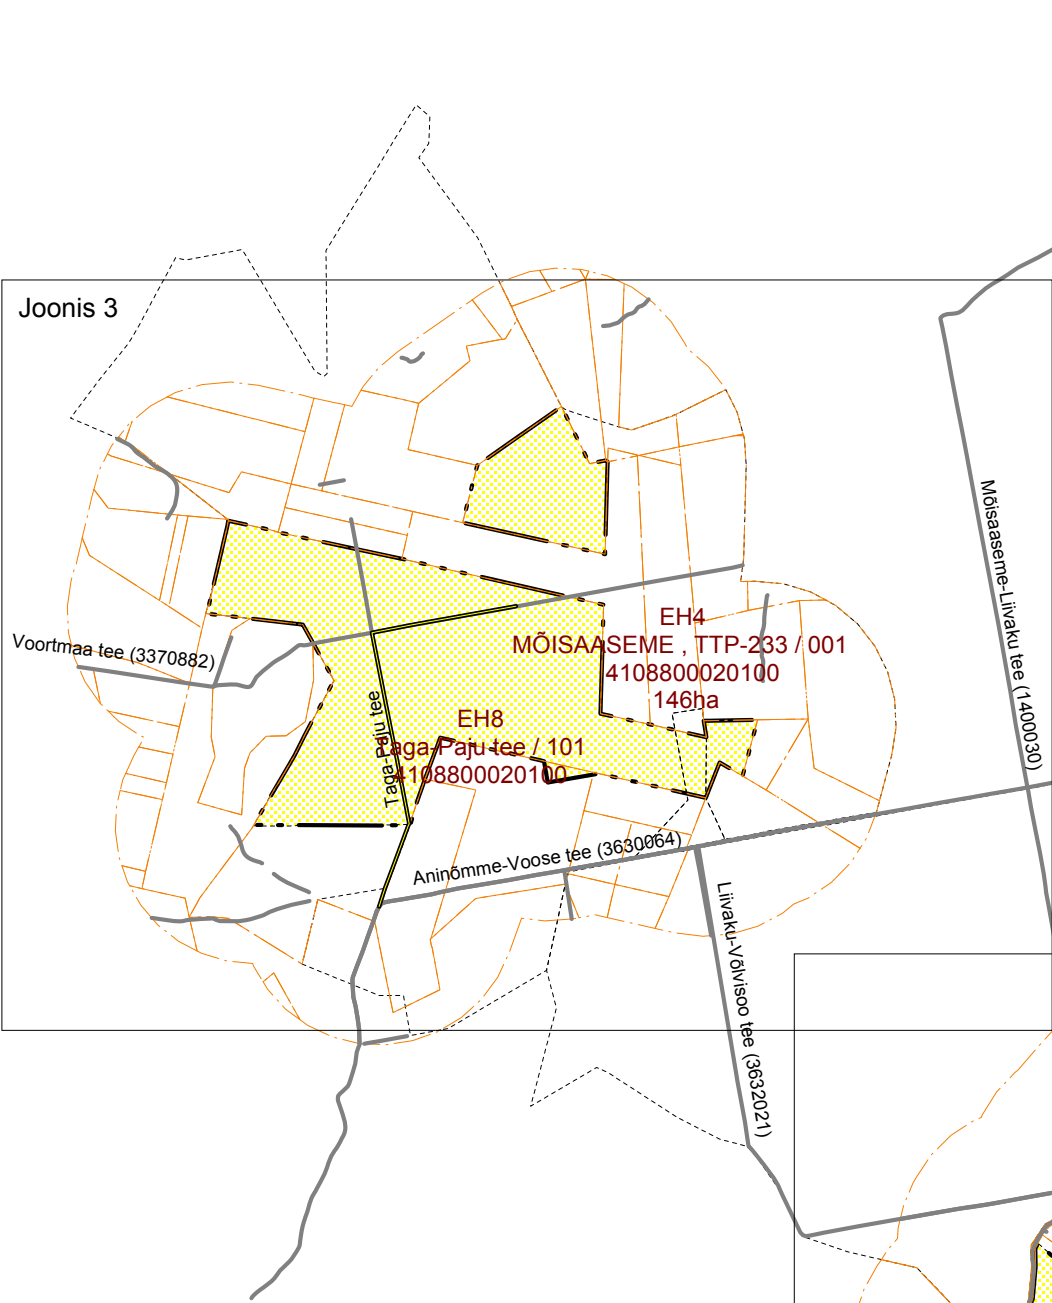 Joonis 3
Mõisaaseme-Liivaku tee (1400030)
EH4
MÕISAASEME , TTP-233 / 001
4108800020100
146ha
Voortmaa tee (3370882)
EH8
Taga-Paju tee / 101
4108800020100
Taga-Paju tee
Aninõmme-Voose tee (3630064)
Liivaku-Võlvisoo tee (3632021)